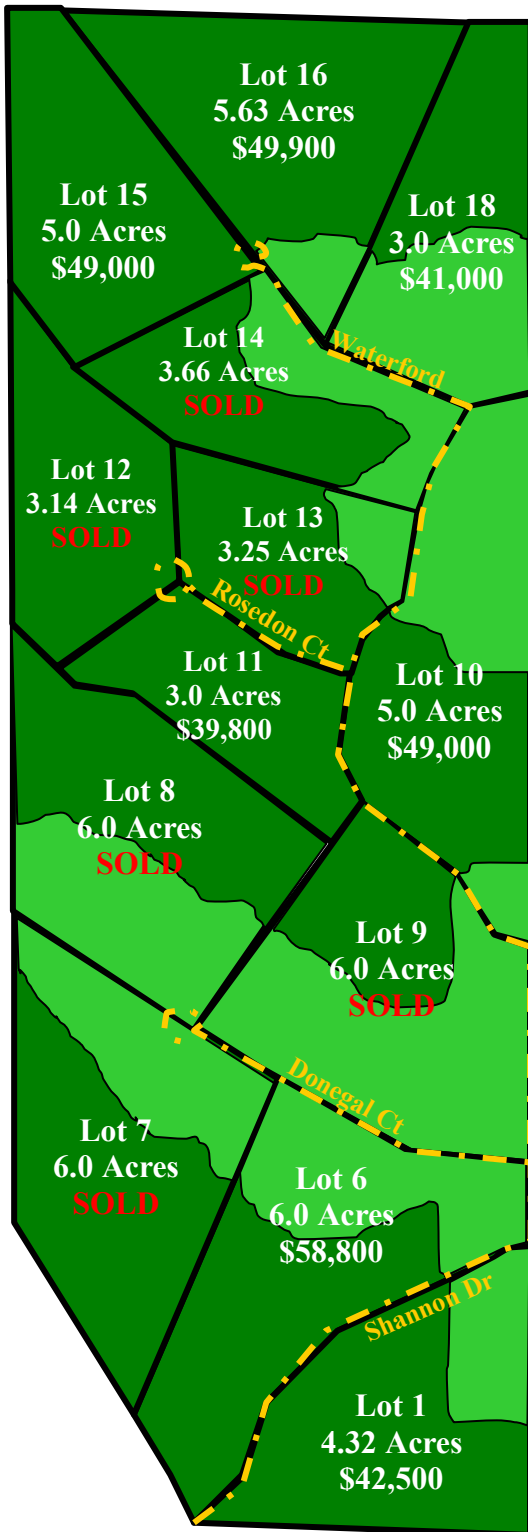 Lot 16
5.63 Acres
$49,900
Lot 15
5.0 Acres
$49,000
Lot 18
3.0 Acres
$41,000
Waterford
Lot 14
3.66 Acres
SOLD
Lot 12
3.14 Acres
SOLD
Lot 13
3.25 Acres
SOLD
Rosedon Ct
Lot 11
3.0 Acres
$39,800
Lot 10
5.0 Acres
$49,000
Lot 8
6.0 Acres
SOLD
Lot 9
6.0 Acres
SOLD
Donegal Ct
Lot 7
6.0 Acres
SOLD
Lot 6
6.0 Acres
$58,800
Shannon Dr
Lot 1
4.32 Acres
$42,500